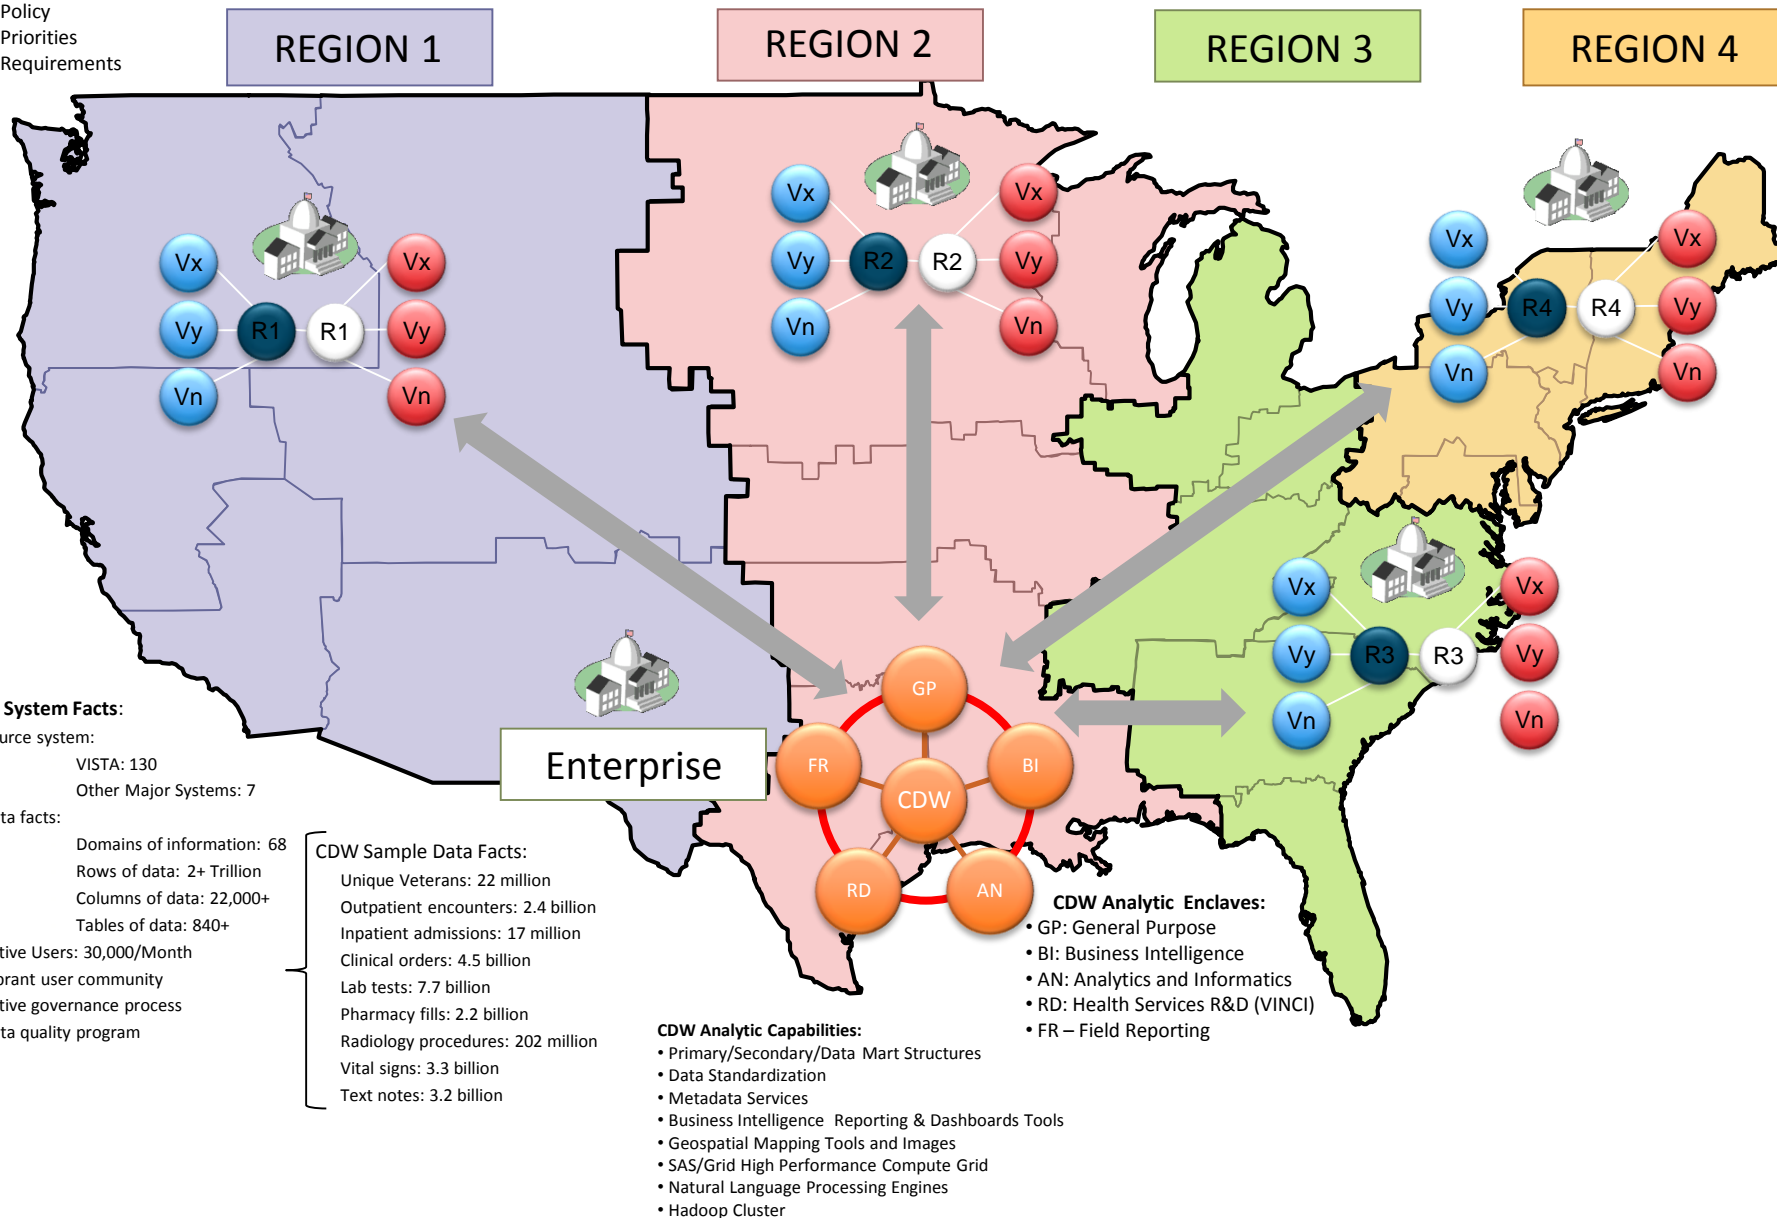 Policy
Priorities
Requirements
REGION 1
REGION 2
REGION 3
REGION 4
Vx
Vy
Vn
R1
R1
Vx
Vy
Vn
Vx
Vy
Vn
R2
R2
Vx
Vy
Vn
Vx
Vy
Vn
R4
R4
Vx
Vy
Vn
Vx
Vy
Vn
R3
R3
Vx
Vy
Vn
Enterprise
GP
FR
BI
CDW
RD
AN
System Facts:
urce system:
VISTA: 130
Other Major Systems: 7
ta facts:
Domains of information: 68
Rows of data: 2+ Trillion
Columns of data: 22,000+
Tables of data: 840+
tive Users: 30,000/Month
brant user community
tive governance process
ta quality program
CDW Sample Data Facts:
Unique Veterans: 22 million
Outpatient encounters: 2.4 billion
Inpatient admissions: 17 million
Clinical orders: 4.5 billion
Lab tests: 7.7 billion
Pharmacy fills: 2.2 billion
Radiology procedures: 202 million
Vital signs: 3.3 billion
Text notes: 3.2 billion
CDW Analytic Enclaves:
• GP: General Purpose
• BI: Business Intelligence
• AN: Analytics and Informatics
• RD: Health Services R&D (VINCI)
• FR – Field Reporting
CDW Analytic Capabilities:
• Primary/Secondary/Data Mart Structures
• Data Standardization
• Metadata Services
• Business Intelligence Reporting & Dashboards Tools
• Geospatial Mapping Tools and Images
• SAS/Grid High Performance Compute Grid
• Natural Language Processing Engines
• Hadoop Cluster